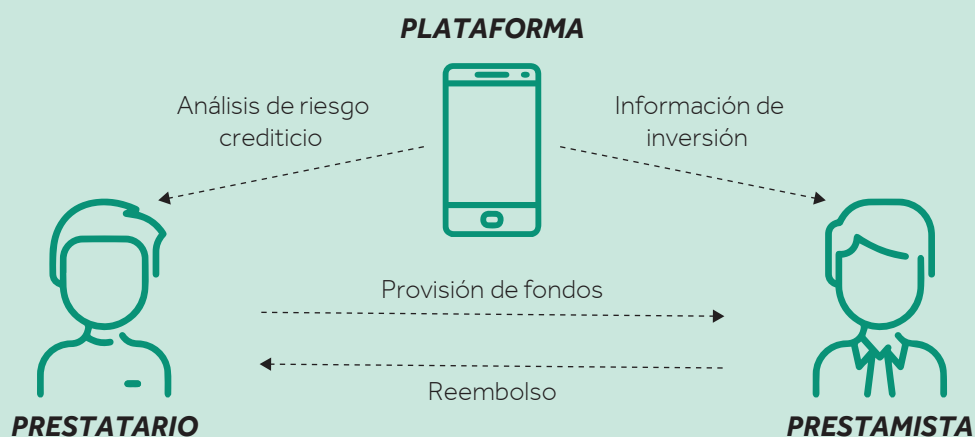 PLATAFORMA
Análisis de riesgo
crediticio
Información de
inversión
Provisión de fondos
Reembolso
PRESTATARIO
PRESTAMISTA